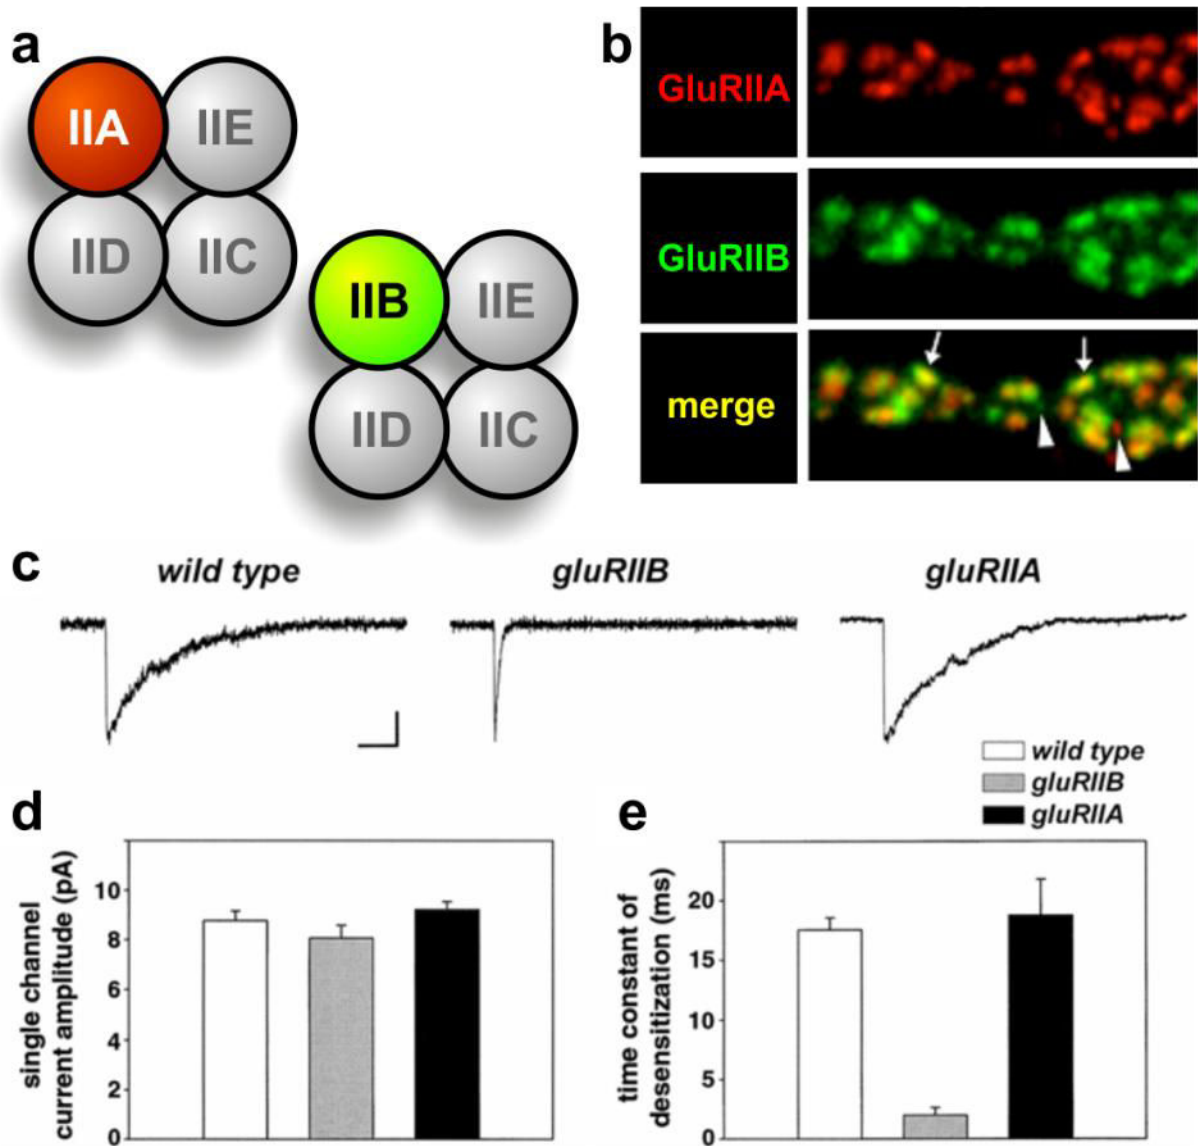 a
IIA IIE
IID IIC
IIB IIE
IID IIC
b
GluRIIA
GluRIIB
merge
c
wild type gluRIIB gluRIIA
wild type
gluRIIB
gluRIIA
d
single channel
current amplitude (pA)
10
8
6
4
2
0
e
time constant of
desensitization (ms)
20
15
10
5
0